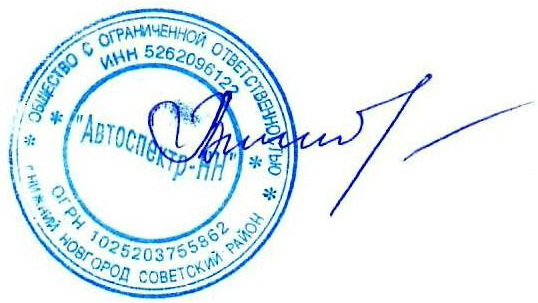 ОБЩЕСТВО С ОГРАНИЧЕННОЙ ОТВЕТСТВЕННОСТЬЮ
ИНН 5262096122
"Автоспектр-НН"
ОГРН 1025203755862
Г.НИЖНИЙ НОВГОРОД СОВЕТСКИЙ РАЙОН